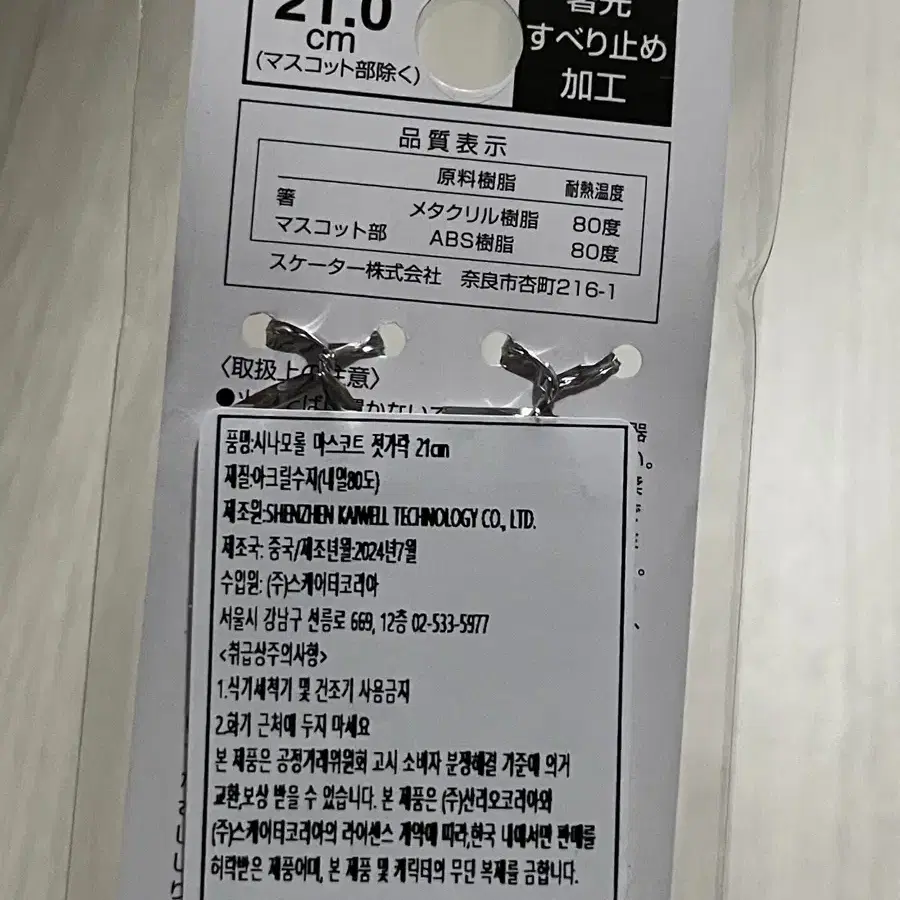 21.0
cm
(マスコット部除く)
箸先
すべり止め
加工
品質表示
原料樹脂 耐熱温度
箸 メタクリル樹脂 80度
マスコット部 ABS樹脂 80度
スケーター株式会社 奈良市杏町216-1
〈取扱上の注意〉
품명:시나모롤 마스코트 젓가락 21cm
재질:아크릴수지(내열80도)
제조원:SHENZHEN KAIWELL TECHNOLOGY CO., LTD.
제조국: 중국/제조년월:2024년7월
수입원: (주)스케이터코리아
서울시 강남구 선릉로 669, 12층 02-533-5977
<취급상주의사항>
1.식기세척기 및 건조기 사용금지
2.화기 근처에 두지 마세요
본 제품은 공정거래위원회 고시 소비자 분쟁해결 기준에 의거
교환,보상 받을 수 있습니다. 본 제품은 (주)산리오코리아와
(주)스케이터코리아의 라이센스 계약에 따라,한국 내에서만 판매를
허락받은 제품이며, 본 제품 및 캐릭터의 무단 복제를 금합니다.